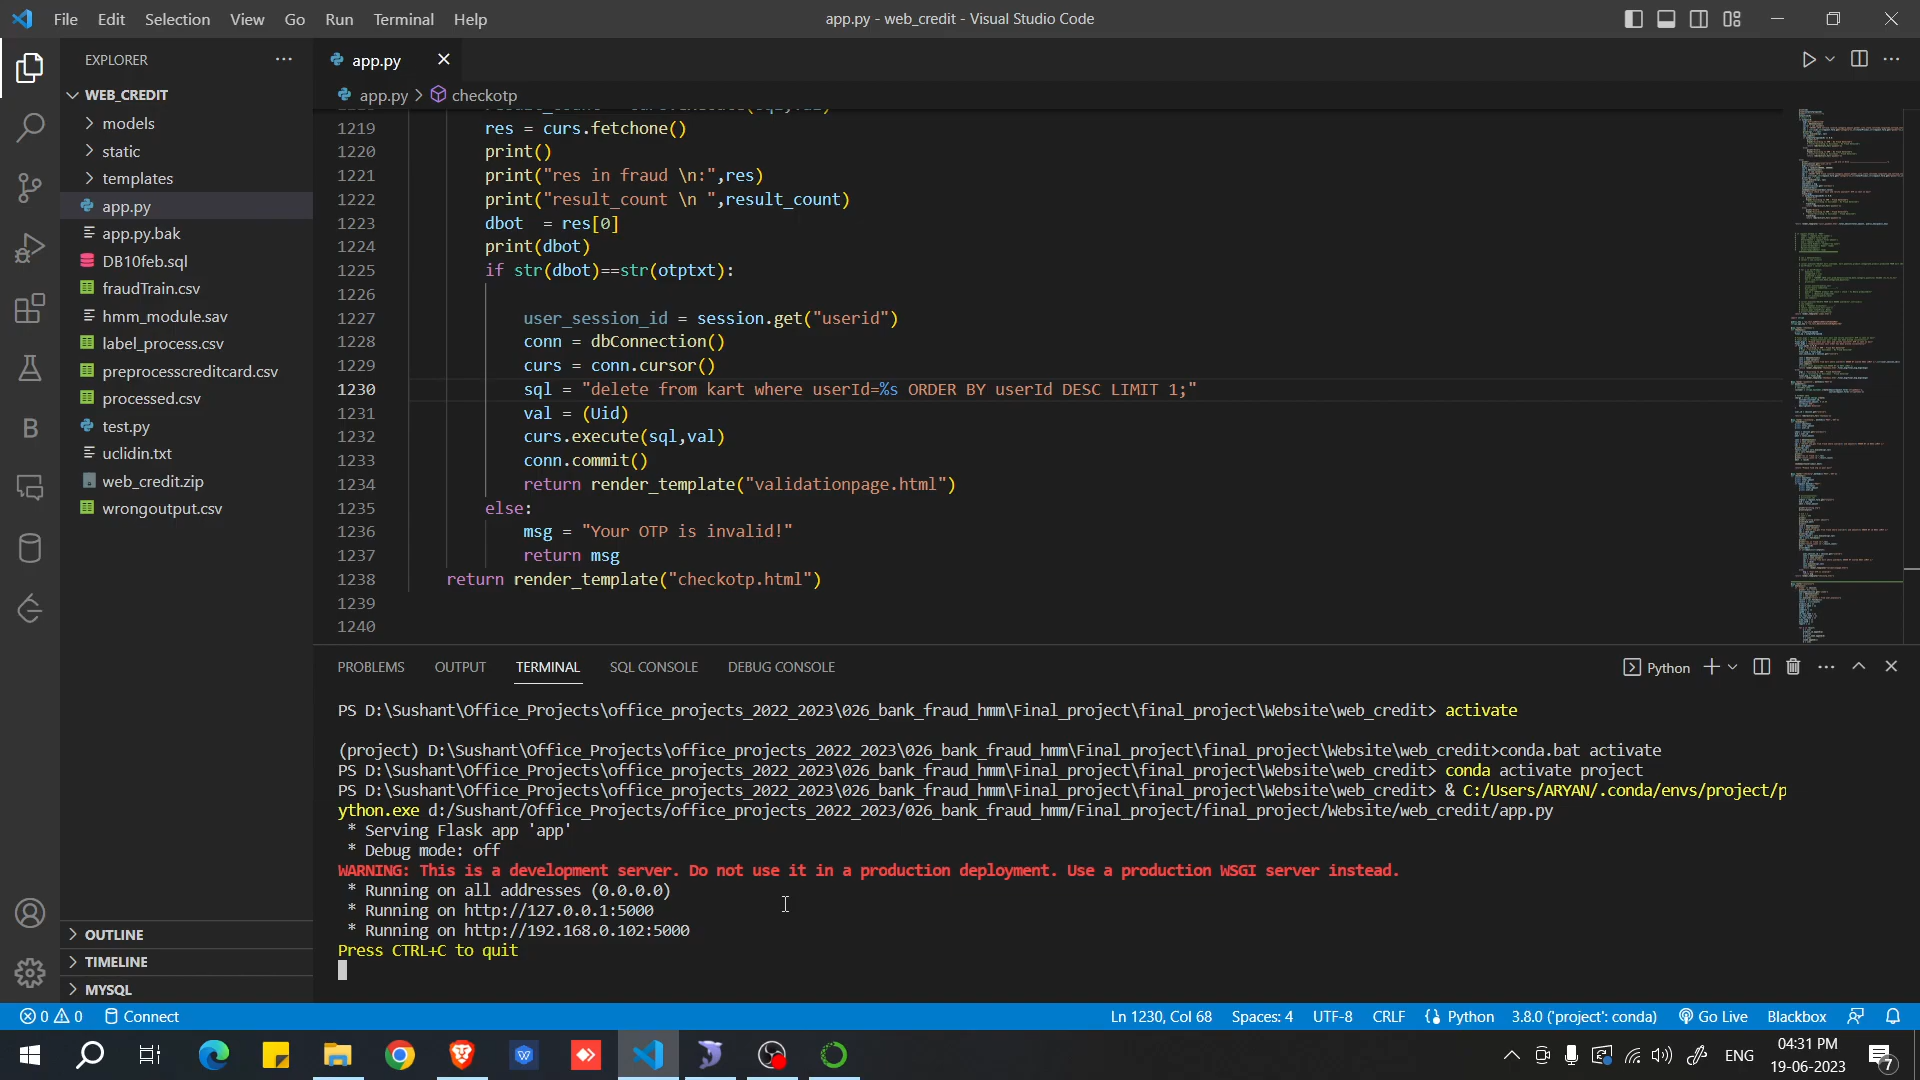 File Edit Selection View Go Run Terminal Help
app.py - web_credit - Visual Studio Code
EXPLORER
WEB_CREDIT
models
static
templates
app.py
app.py.bak
DB10feb.sql
fraudTrain.csv
hmm_module.sav
label_process.csv
preprocesscreditcard.csv
processed.csv
test.py
uclidin.txt
web_credit.zip
wrongoutput.csv
OUTLINE
TIMELINE
MYSQL
app.py
app.py > checkotp
1219 res = curs.fetchone()
1220 print()
1221 print("res in fraud \n:",res)
1222 print("result_count \n ",result_count)
1223 dbot = res[0]
1224 print(dbot)
1225 if str(dbot)==str(otptxt):
1226
1227 user_session_id = session.get("userid")
1228 conn = dbConnection()
1229 curs = conn.cursor()
1230 sql = "delete from kart where userId=%s ORDER BY userId DESC LIMIT 1;"
1231 val = (Uid)
1232 curs.execute(sql,val)
1233 conn.commit()
1234 return render_template("validationpage.html")
1235 else:
1236 msg = "Your OTP is invalid!"
1237 return msg
1238 return render_template("checkotp.html")
1239
1240
PROBLEMS OUTPUT TERMINAL SQL CONSOLE DEBUG CONSOLE
Python
PS D:\Sushant\Office_Projects\office_projects_2022_2023\026_bank_fraud_hmm\Final_project\final_project\Website\web_credit> activate
(project) D:\Sushant\Office_Projects\office_projects_2022_2023\026_bank_fraud_hmm\Final_project\final_project\Website\web_credit>conda.bat activate
PS D:\Sushant\Office_Projects\office_projects_2022_2023\026_bank_fraud_hmm\Final_project\final_project\Website\web_credit> conda activate project
PS D:\Sushant\Office_Projects\office_projects_2022_2023\026_bank_fraud_hmm\Final_project\final_project\Website\web_credit> & C:/Users/ARYAN/.conda/envs/project/p
ython.exe d:/Sushant/Office_Projects/office_projects_2022_2023/026_bank_fraud_hmm/Final_project/final_project/Website/web_credit/app.py
* Serving Flask app 'app'
* Debug mode: off
WARNING: This is a development server. Do not use it in a production deployment. Use a production WSGI server instead.
* Running on all addresses (0.0.0.0)
* Running on http://127.0.0.1:5000
* Running on http://192.168.0.102:5000
Press CTRL+C to quit
0 0 Connect
Ln 1230, Col 68 Spaces: 4 UTF-8 CRLF Python 3.8.0 ('project': conda) Go Live Blackbox
ENG
04:31 PM
19-06-2023
7